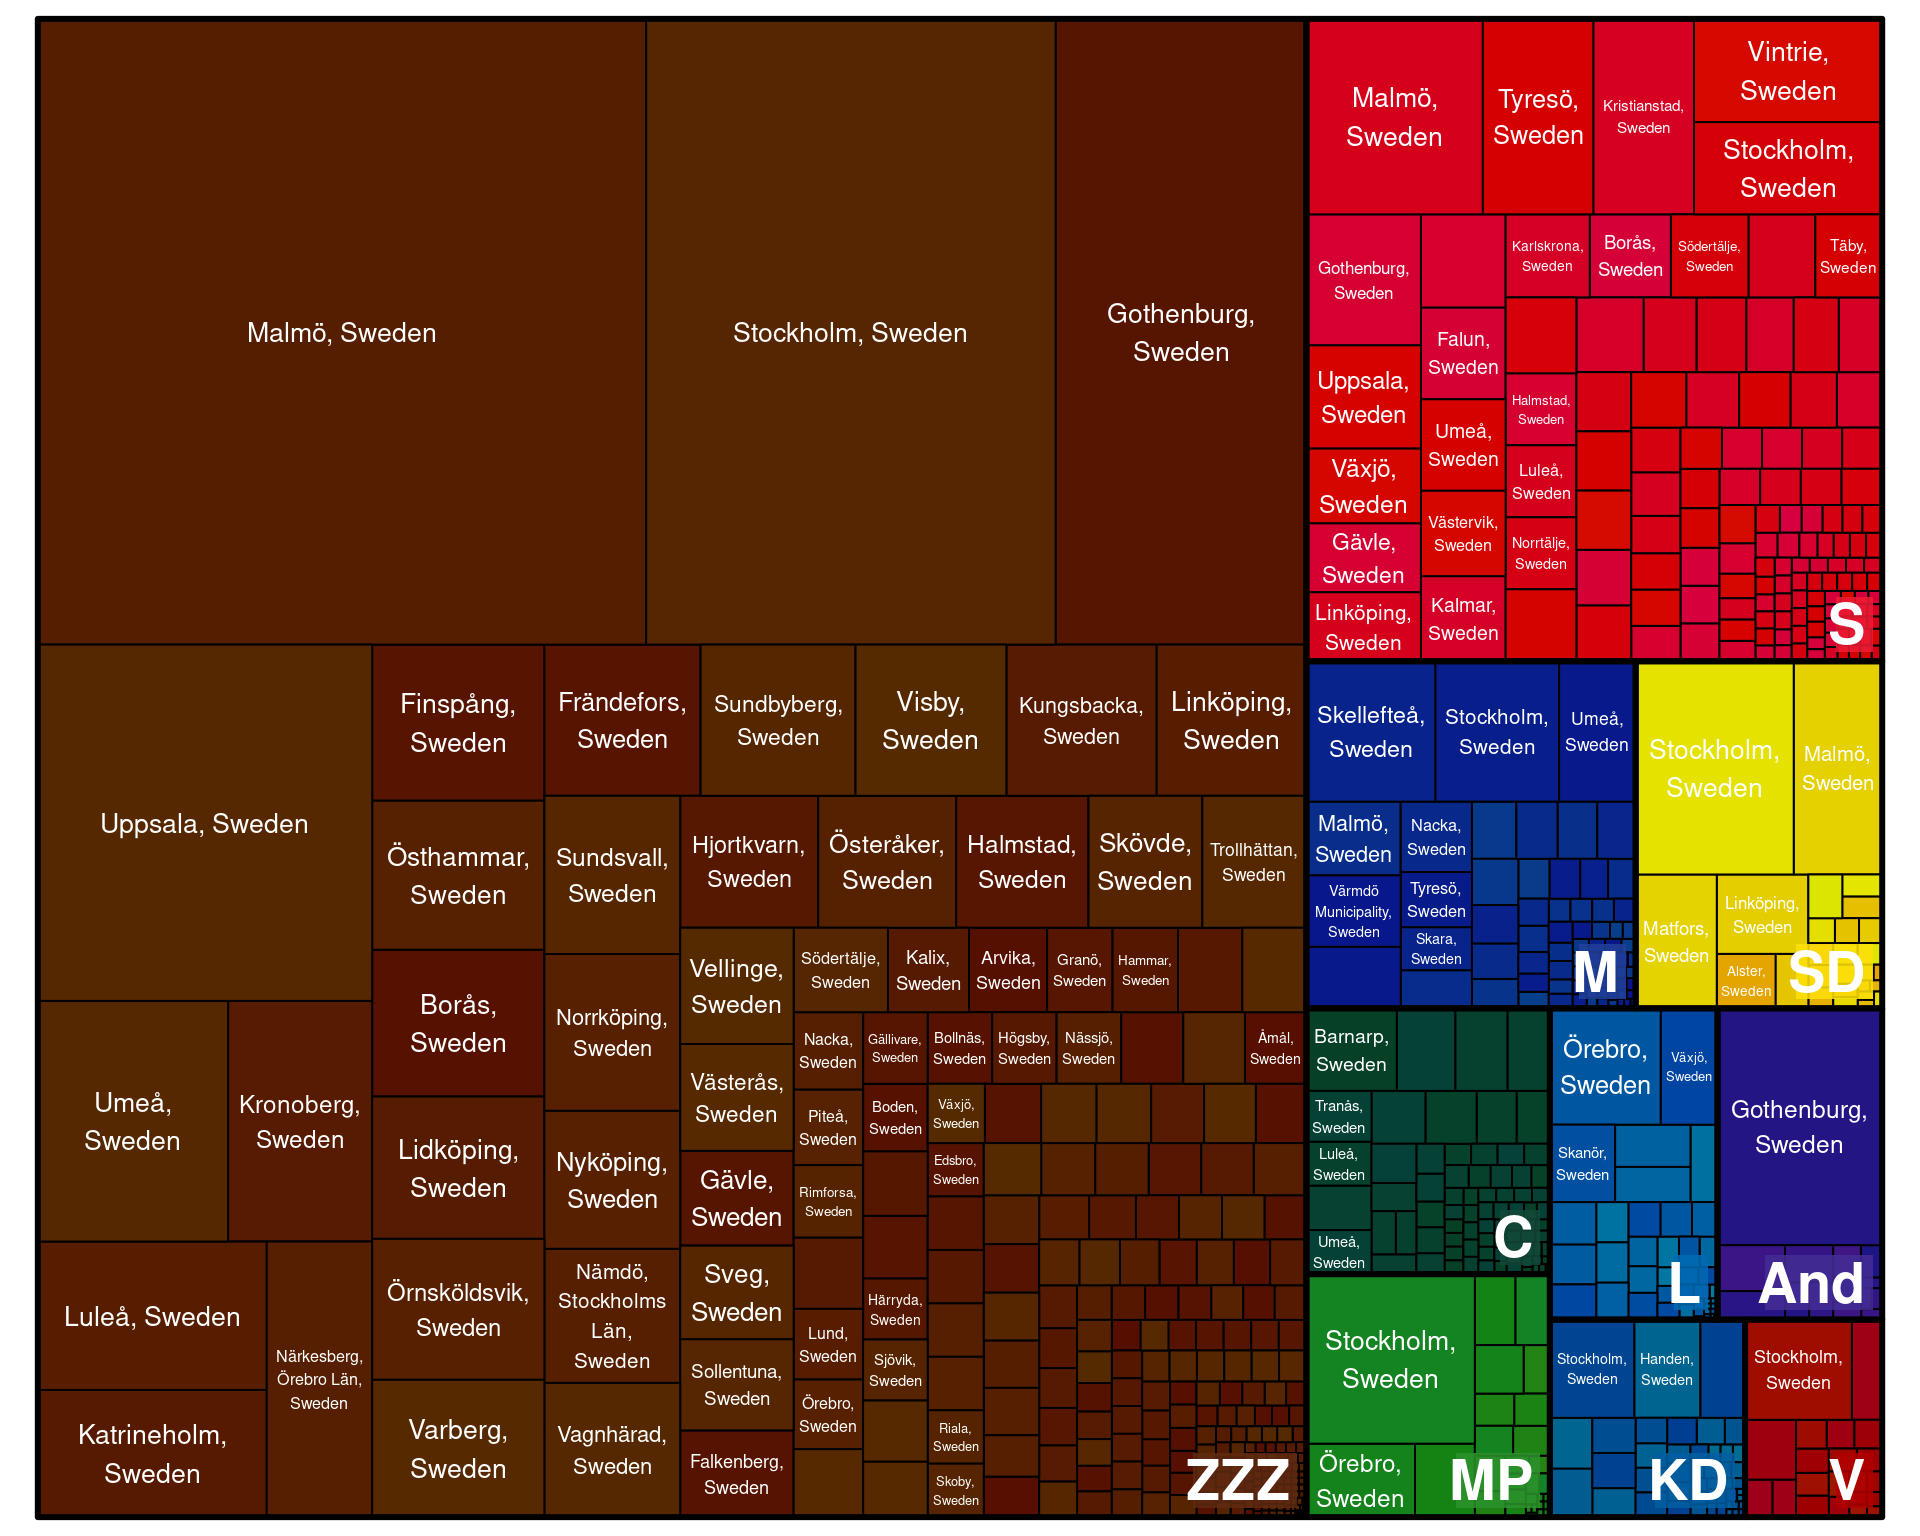 Malmö, Sweden
Stockholm, Sweden
Gothenburg,
Sweden
Uppsala, Sweden
Finspång,
Sweden
Frändefors,
Sweden
Sundbyberg,
Sweden
Visby,
Sweden
Kungsbacka,
Sweden
Linköping,
Sweden
Östhammar,
Sweden
Sundsvall,
Sweden
Hjortkvarn,
Sweden
Österåker,
Sweden
Halmstad,
Sweden
Skövde,
Sweden
Trollhättan,
Sweden
Borås,
Sweden
Norrköping,
Sweden
Vellinge,
Sweden
Södertälje,
Sweden
Kalix,
Sweden
Arvika,
Sweden
Granö,
Sweden
Hammar,
Sweden
Umeå,
Sweden
Kronoberg,
Sweden
Lidköping,
Sweden
Nyköping,
Sweden
Västerås,
Sweden
Nacka,
Sweden
Gällivare,
Sweden
Bollnäs,
Sweden
Högsby,
Sweden
Nässjö,
Sweden
Åmål,
Sweden
Piteå,
Sweden
Boden,
Sweden
Växjö,
Sweden
Gävle,
Sweden
Rimforsa,
Sweden
Edsbro,
Sweden
Luleå, Sweden
Närkesberg,
Örebro Län,
Sweden
Katrineholm,
Sweden
Örnsköldsvik,
Sweden
Varberg,
Sweden
Nämdö,
Stockholms
Län,
Sweden
Vagnhärad,
Sweden
Sveg,
Sweden
Sollentuna,
Sweden
Falkenberg,
Sweden
Härryda,
Sweden
Lund,
Sweden
Sjövik,
Sweden
Örebro,
Sweden
Riala,
Sweden
Skoby,
Sweden
ZZZ
Malmö,
Sweden
Tyresö,
Sweden
Kristianstad,
Sweden
Vintrie,
Sweden
Stockholm,
Sweden
Gothenburg,
Sweden
Karlskrona,
Sweden
Borås,
Sweden
Södertälje,
Sweden
Täby,
Sweden
Uppsala,
Sweden
Falun,
Sweden
Halmstad,
Sweden
Växjö,
Sweden
Umeå,
Sweden
Luleå,
Sweden
Gävle,
Sweden
Västervik,
Sweden
Norrtälje,
Sweden
Linköping,
Sweden
Kalmar,
Sweden
S
Skellefteå,
Sweden
Stockholm,
Sweden
Umeå,
Sweden
Malmö,
Sweden
Nacka,
Sweden
Värmdö
Municipality,
Sweden
Tyresö,
Sweden
Skara,
Sweden
M
Stockholm,
Sweden
Malmö,
Sweden
Matfors,
Sweden
Linköping,
Sweden
Alster,
Sweden
SD
Barnarp,
Sweden
Tranås,
Sweden
Luleå,
Sweden
Umeå,
Sweden
C
Örebro,
Sweden
Växjö,
Sweden
Skanör,
Sweden
L
Gothenburg,
Sweden
And
Stockholm,
Sweden
Örebro,
Sweden
MP
Stockholm,
Sweden
Handen,
Sweden
KD
Stockholm,
Sweden
V